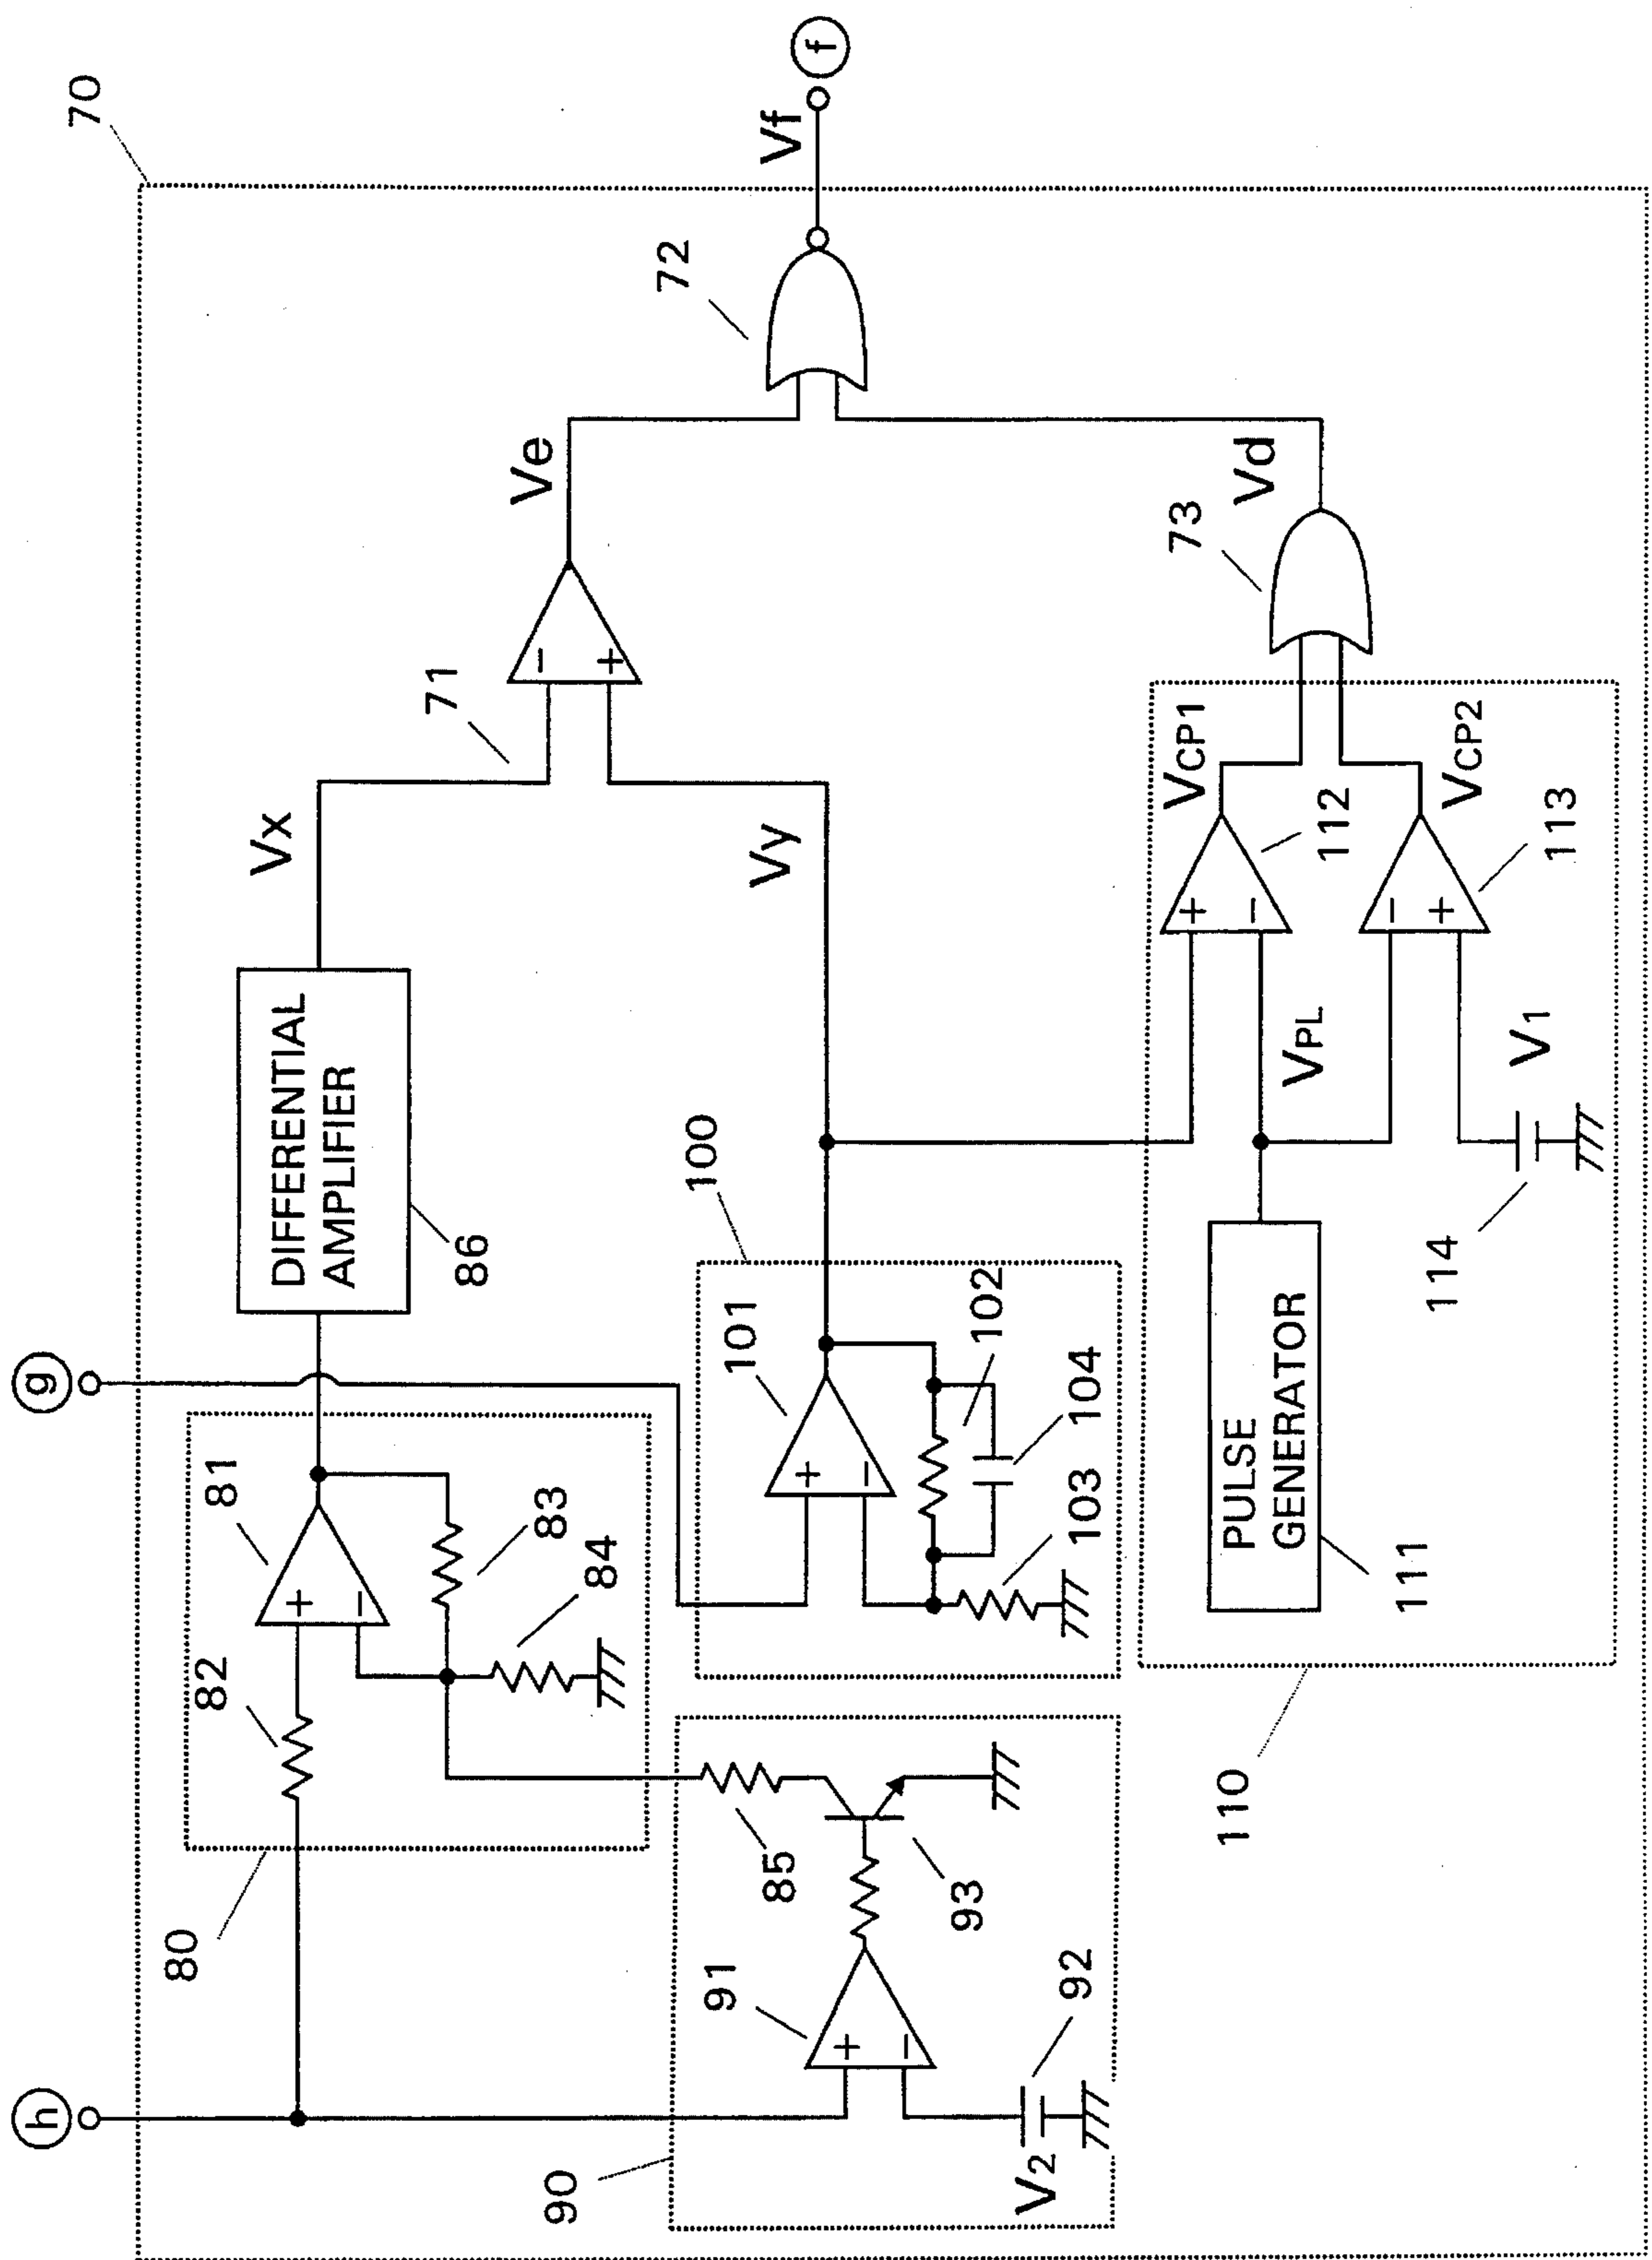 70
h
g
f
80
82
81
83
84
DIFFERENTIAL
AMPLIFIER
86
Vx
71
-
+
Ve
72
Vf
90
91
+
-
V2
92
85
93
+
-
100
101
+
-
102
103
104
Vy
73
Vd
110
PULSE
GENERATOR
111
VPL
V1
114
+
-
112
VCP1
-
+
113
VCP2